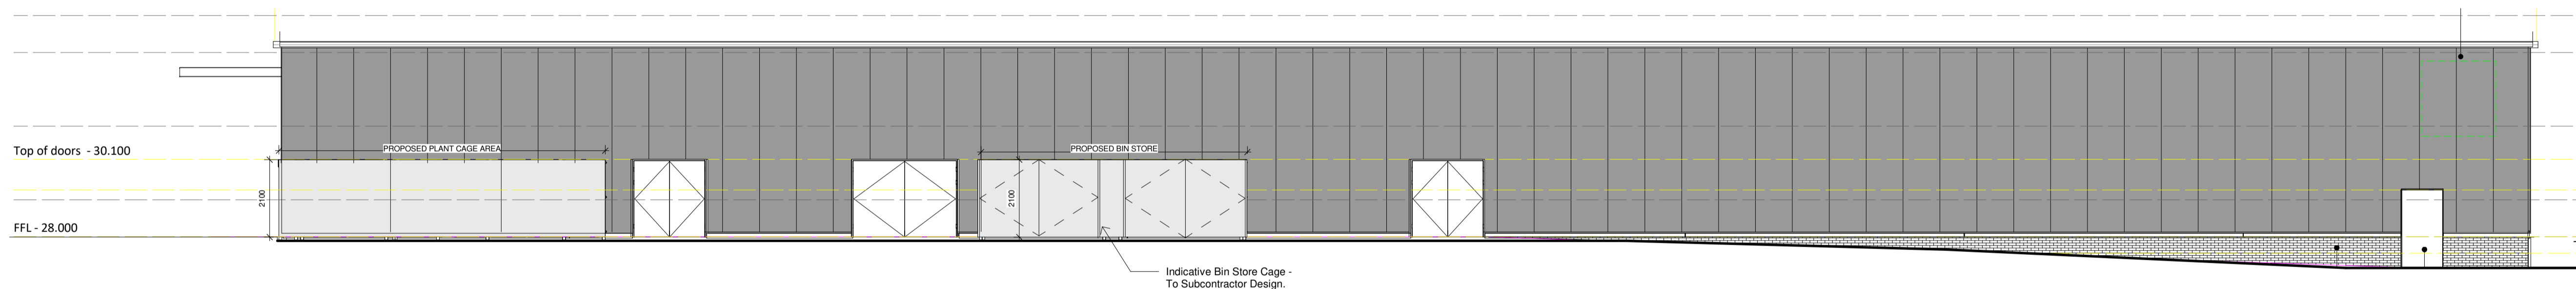 Top of doors - 30.100
PROPOSED PLANT CAGE AREA
PROPOSED BIN STORE
2100
2100
FFL - 28.000
Indicative Bin Store Cage -
To Subcontractor Design.